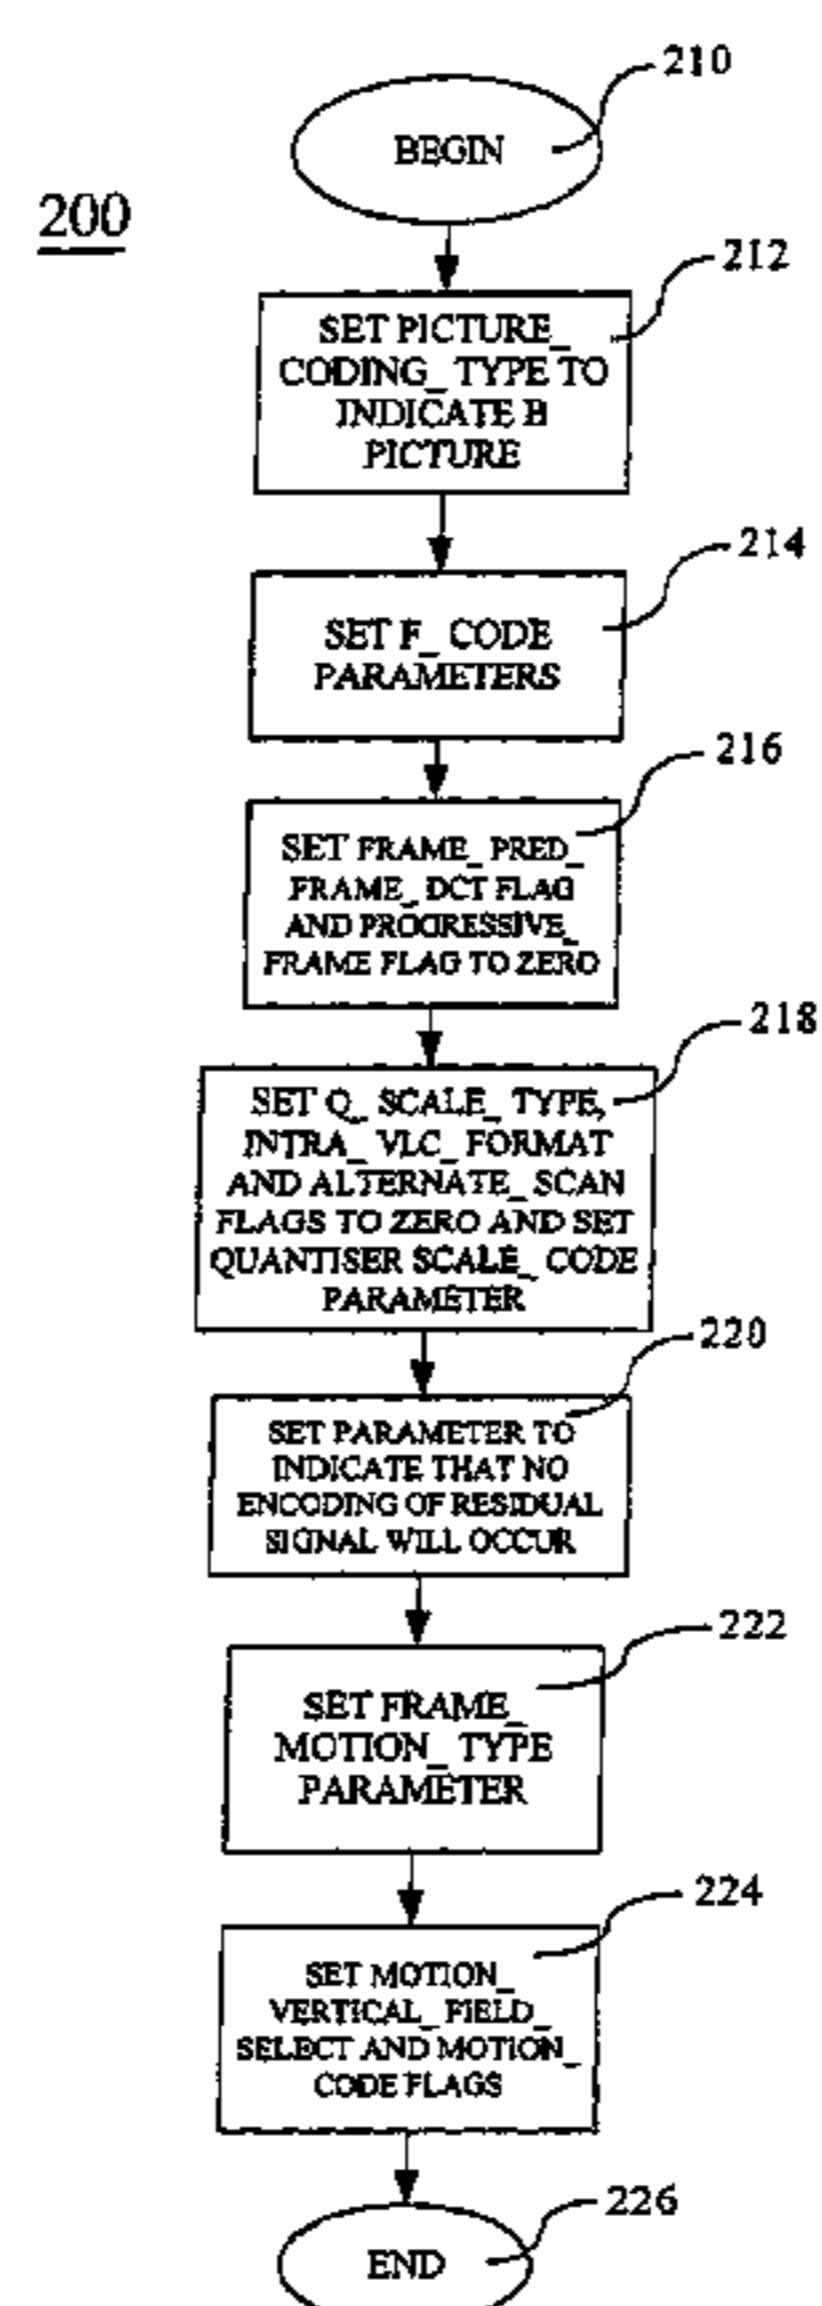 210
BEGIN
200
212
SET PICTURE_
CODING_ TYPE TO
INDICATE B
PICTURE
214
SET F_ CODE
PARAMETERS
216
SET FRAME_ PRED_
FRAME_ DCT FLAG
AND PROGRESSIVE_
FRAME FLAG TO ZERO
218
SET Q_ SCALE_ TYPE,
INTRA_ VLC_ FORMAT
AND ALTERNATE_ SCAN
FLAGS TO ZERO AND SET
QUANTISER SCALE_ CODE
PARAMETER
220
SET PARAMETER TO
INDICATE THAT NO
ENCODING OF RESIDUAL
SIGNAL WILL OCCUR
222
SET FRAME_
MOTION_ TYPE
PARAMETER
224
SET MOTION_
VERTICAL_ FIELD_
SELECT AND MOTION_
CODE FLAGS
226
END